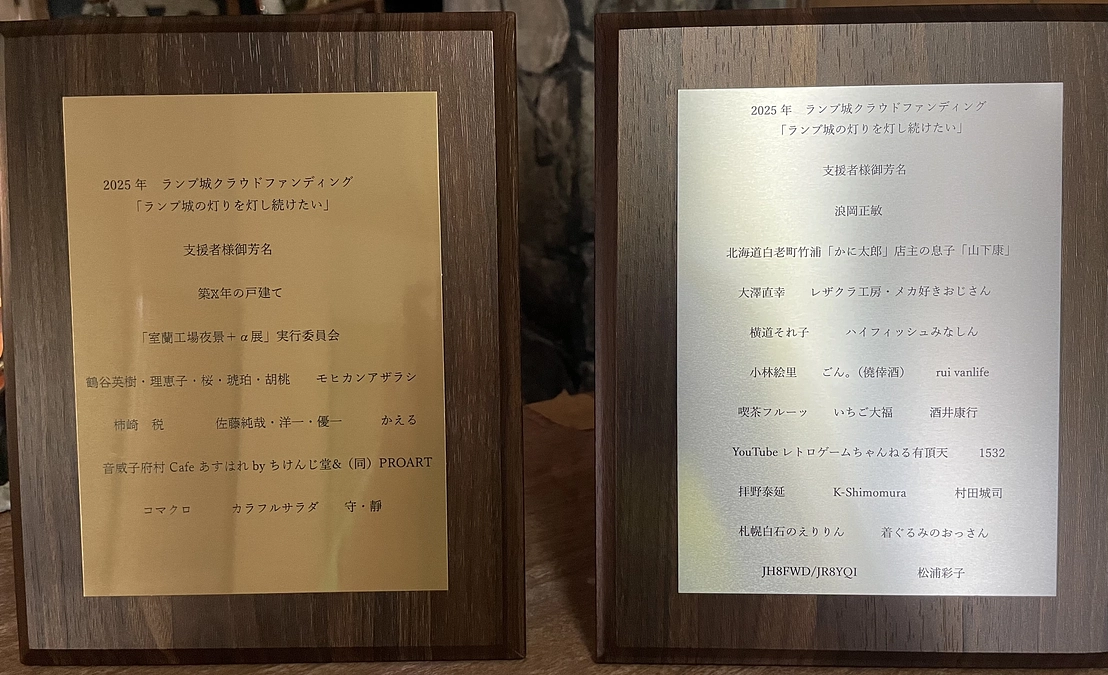 2025 年　ランプ城クラウドファンディング
「ランプ城の灯りを灯し続けたい」
支援者様御芳名
築X年の戸建て
「室蘭工場夜景＋α展」実行委員会
鶴谷英樹・理恵子・桜・琥珀・胡桃　モヒカンアザラシ
柿崎　税　佐藤純哉・洋一・優一　かえる
音威子府村 Cafe あすはれ by ちけんじ堂&（同）PROART
コマクロ　カラフルサラダ　守・靜
2025 年　ランプ城クラウドファンディング
「ランプ城の灯りを灯し続けたい」
支援者様御芳名
浪岡正敏
北海道白老町竹浦「かに太郎」店主の息子「山下康」
大澤直幸　レザクラ工房・メカ好きおじさん
横道それ子　ハイフィッシュみなしん
小林絵里　ごん。（僥倖酒）　rui vanlife
喫茶フルーツ　いちご大福　酒井康行
YouTube レトロゲームちゃんねる有頂天　1532
拝野泰延　K-Shimomura　村田城司
札幌白石のえりりん　着ぐるみのおっさん
JH8FWD/JR8YQI　松浦彩子